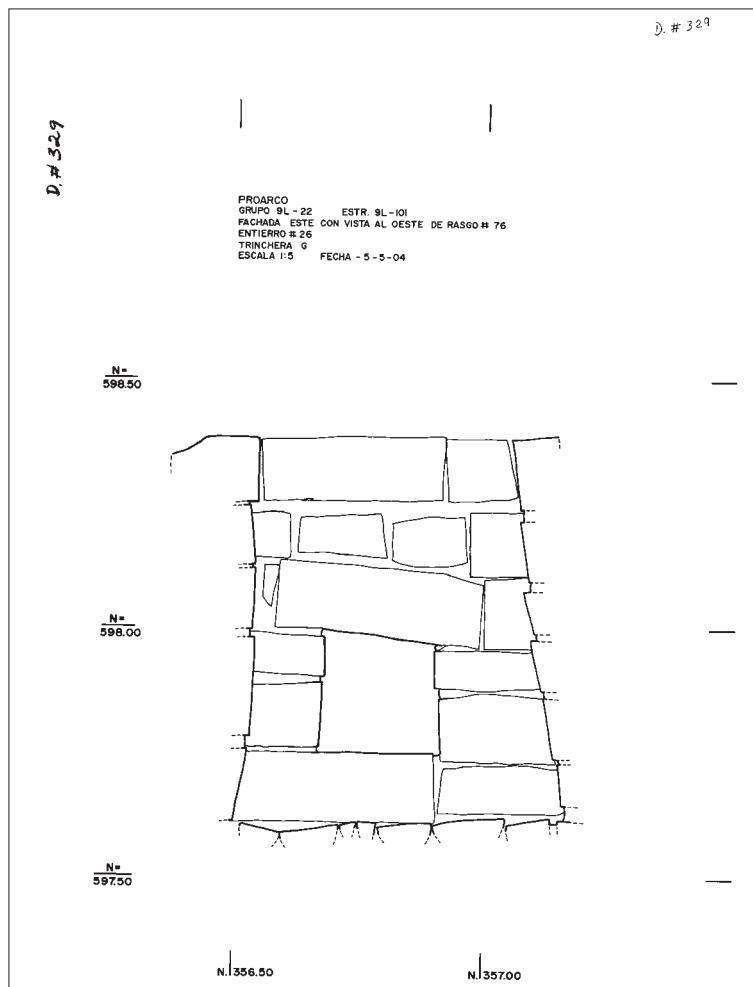 D. # 329
D. # 329
PROARCO
GRUPO 9L - 22 ESTR. 9L-101
FACHADA ESTE CON VISTA AL OESTE DE RASGO # 76
ENTIERRO # 26
TRINCHERA G
ESCALA 1:5 FECHA - 5-5-04
N=
598.50
N=
598.00
N=
597.50
N. 356.50
N. 357.00